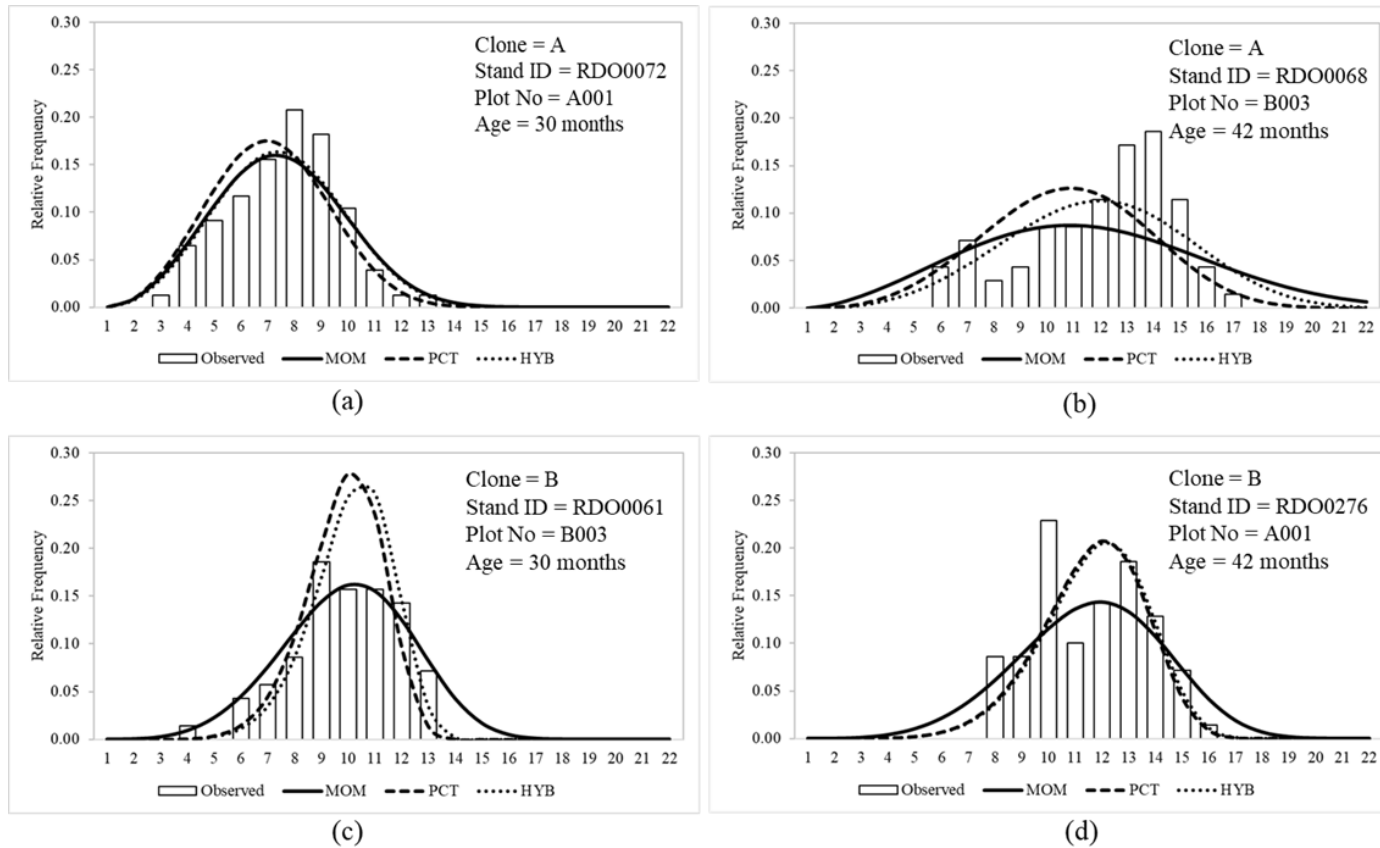 0.30
0.25
0.20
0.15
0.10
0.05
0.00
Relative Frequency
Clone = A
Stand ID = RDO0072
Plot No = A001
Age = 30 months
1 2 3 4 5 6 7 8 9 10 11 12 13 14 15 16 17 18 19 20 21 22
Observed MOM PCT HYB
(a)
0.30
0.25
0.20
0.15
0.10
0.05
0.00
Relative Frequency
Clone = A
Stand ID = RDO0068
Plot No = B003
Age = 42 months
1 2 3 4 5 6 7 8 9 10 11 12 13 14 15 16 17 18 19 20 21 22
Observed MOM PCT HYB
(b)
0.30
0.25
0.20
0.15
0.10
0.05
0.00
Relative Frequency
Clone = B
Stand ID = RDO0061
Plot No = B003
Age = 30 months
1 2 3 4 5 6 7 8 9 10 11 12 13 14 15 16 17 18 19 20 21 22
Observed MOM PCT HYB
(c)
0.30
0.25
0.20
0.15
0.10
0.05
0.00
Relative Frequency
Clone = B
Stand ID = RDO0276
Plot No = A001
Age = 42 months
1 2 3 4 5 6 7 8 9 10 11 12 13 14 15 16 17 18 19 20 21 22
Observed MOM PCT HYB
(d)